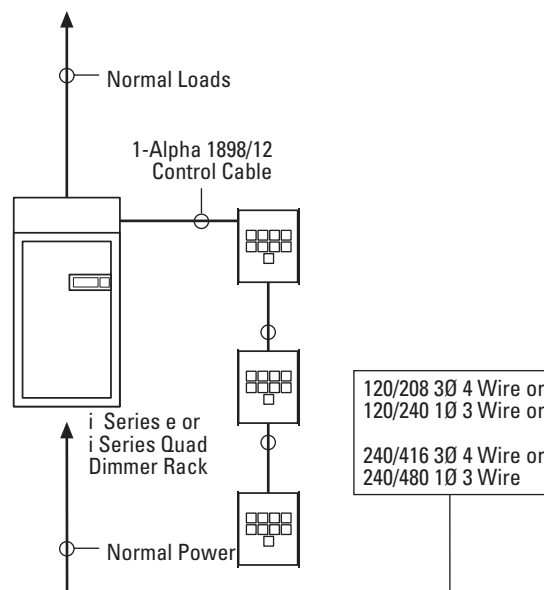 Normal Loads
1-Alpha 1898/12
Control Cable
i Series e or
i Series Quad
Dimmer Rack
120/208 3Ø 4 Wire or
120/240 1Ø 3 Wire or
240/416 3Ø 4 Wire or
240/480 1Ø 3 Wire
Normal Power